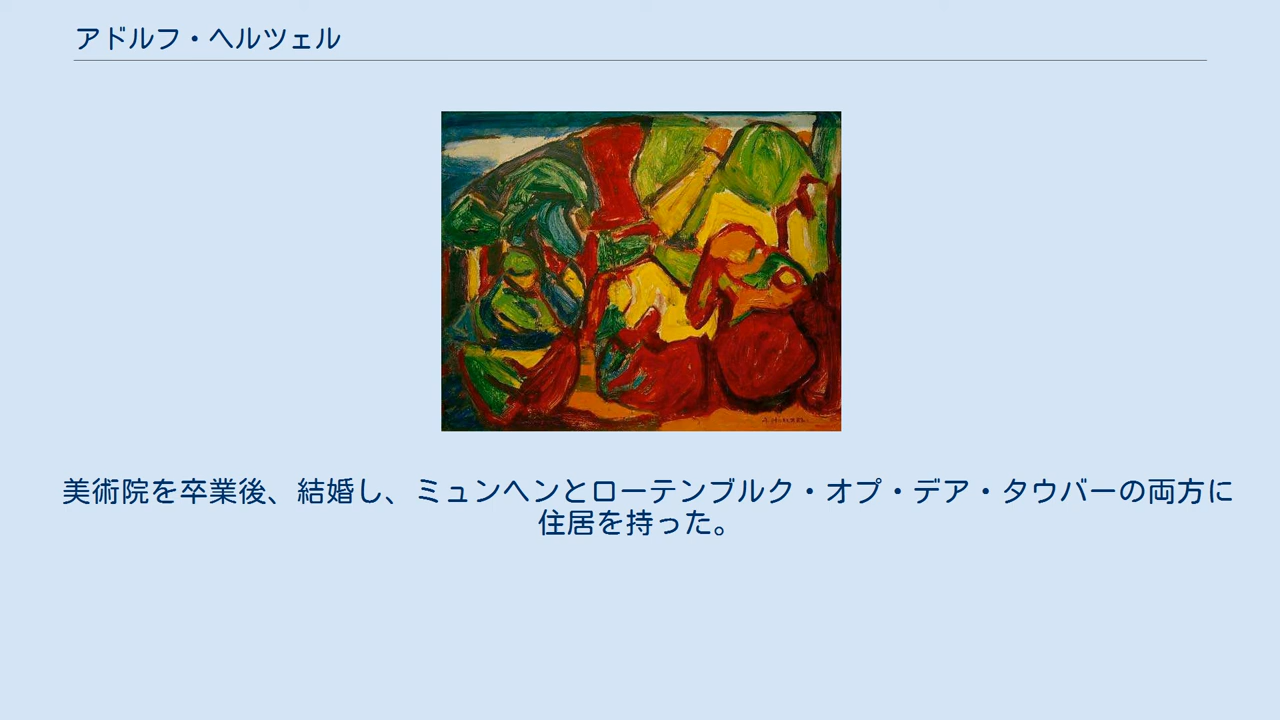 アドルフ・ヘルツェル
美術院を卒業後、結婚し、ミュンヘンとローテンブルク・オプ・デア・タウバーの両方に
住居を持った。